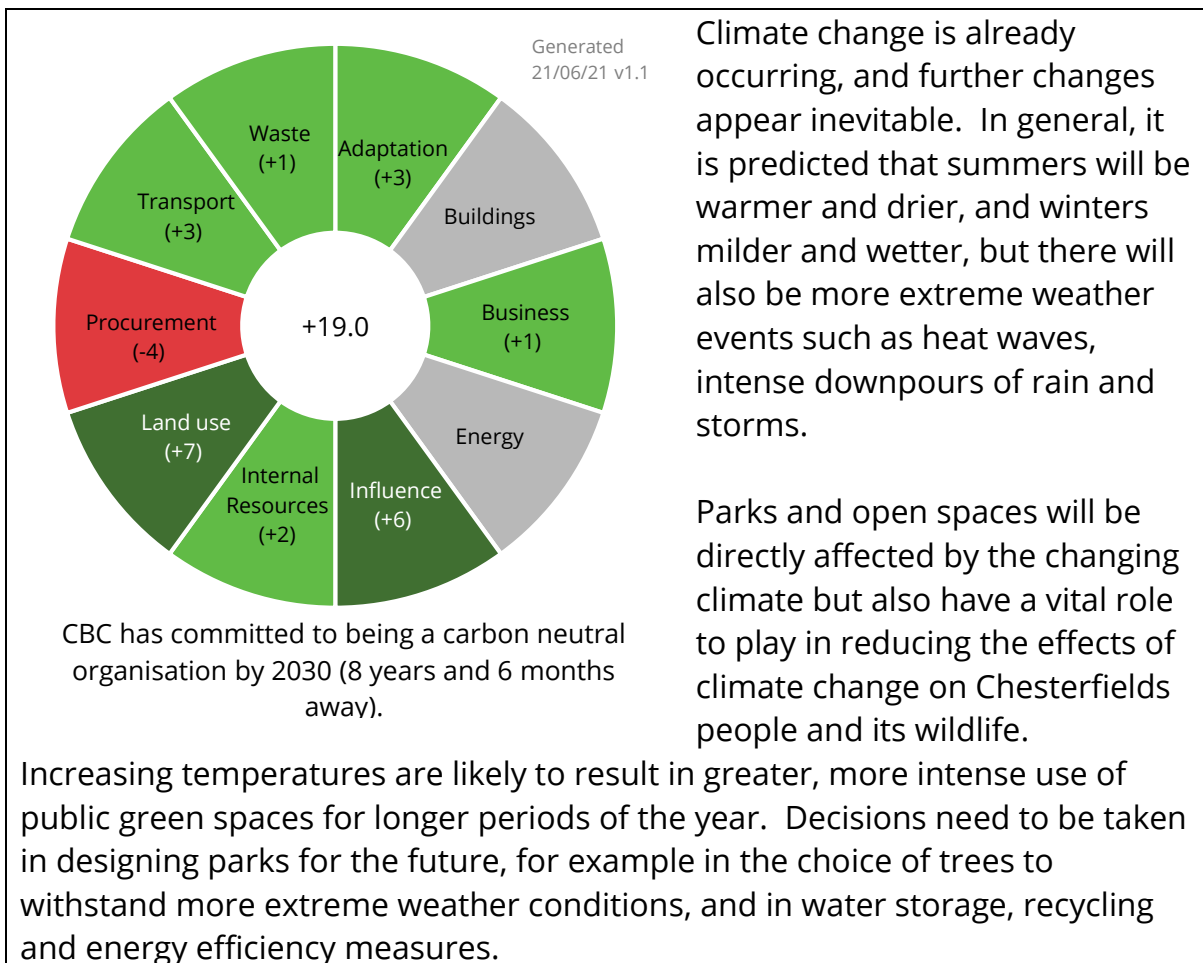 Generated
21/06/21 v1.1
Waste
(+1)
Adaptation
(+3)
Transport
(+3)
Buildings
Procurement
(-4)
+19.0
Business
(+1)
Land use
(+7)
Energy
Internal
Resources
(+2)
Influence
(+6)
CBC has committed to being a carbon neutral
organisation by 2030 (8 years and 6 months
away).
Climate change is already
occurring, and further changes
appear inevitable.  In general, it
is predicted that summers will be
warmer and drier, and winters
milder and wetter, but there will
also be more extreme weather
events such as heat waves,
intense downpours of rain and
storms.
Parks and open spaces will be
directly affected by the changing
climate but also have a vital role
to play in reducing the effects of
climate change on Chesterfields
people and its wildlife.
Increasing temperatures are likely to result in greater, more intense use of
public green spaces for longer periods of the year.  Decisions need to be taken
in designing parks for the future, for example in the choice of trees to
withstand more extreme weather conditions, and in water storage, recycling
and energy efficiency measures.